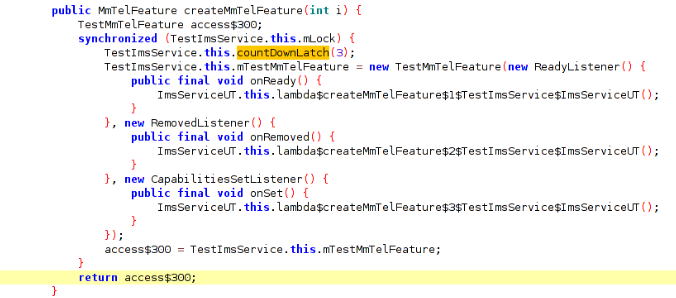 public MmTelFeature createMmTelFeature(int i) {
    TestMmTelFeature access$300;
    synchronized (TestImsService.this.mLock) {
        TestImsService.this.countDownLatch(3);
        TestImsService.this.mTestMmTelFeature = new TestMmTelFeature(new ReadyListener() {
            public final void onReady() {
                ImsServiceUT.this.lambda$createMmTelFeature$1$TestImsService$ImsServiceUT();
            }
        }, new RemovedListener() {
            public final void onRemoved() {
                ImsServiceUT.this.lambda$createMmTelFeature$2$TestImsService$ImsServiceUT();
            }
        }, new CapabilitiesSetListener() {
            public final void onSet() {
                ImsServiceUT.this.lambda$createMmTelFeature$3$TestImsService$ImsServiceUT();
            }
        });
        access$300 = TestImsService.this.mTestMmTelFeature;
    }
    return access$300;
}